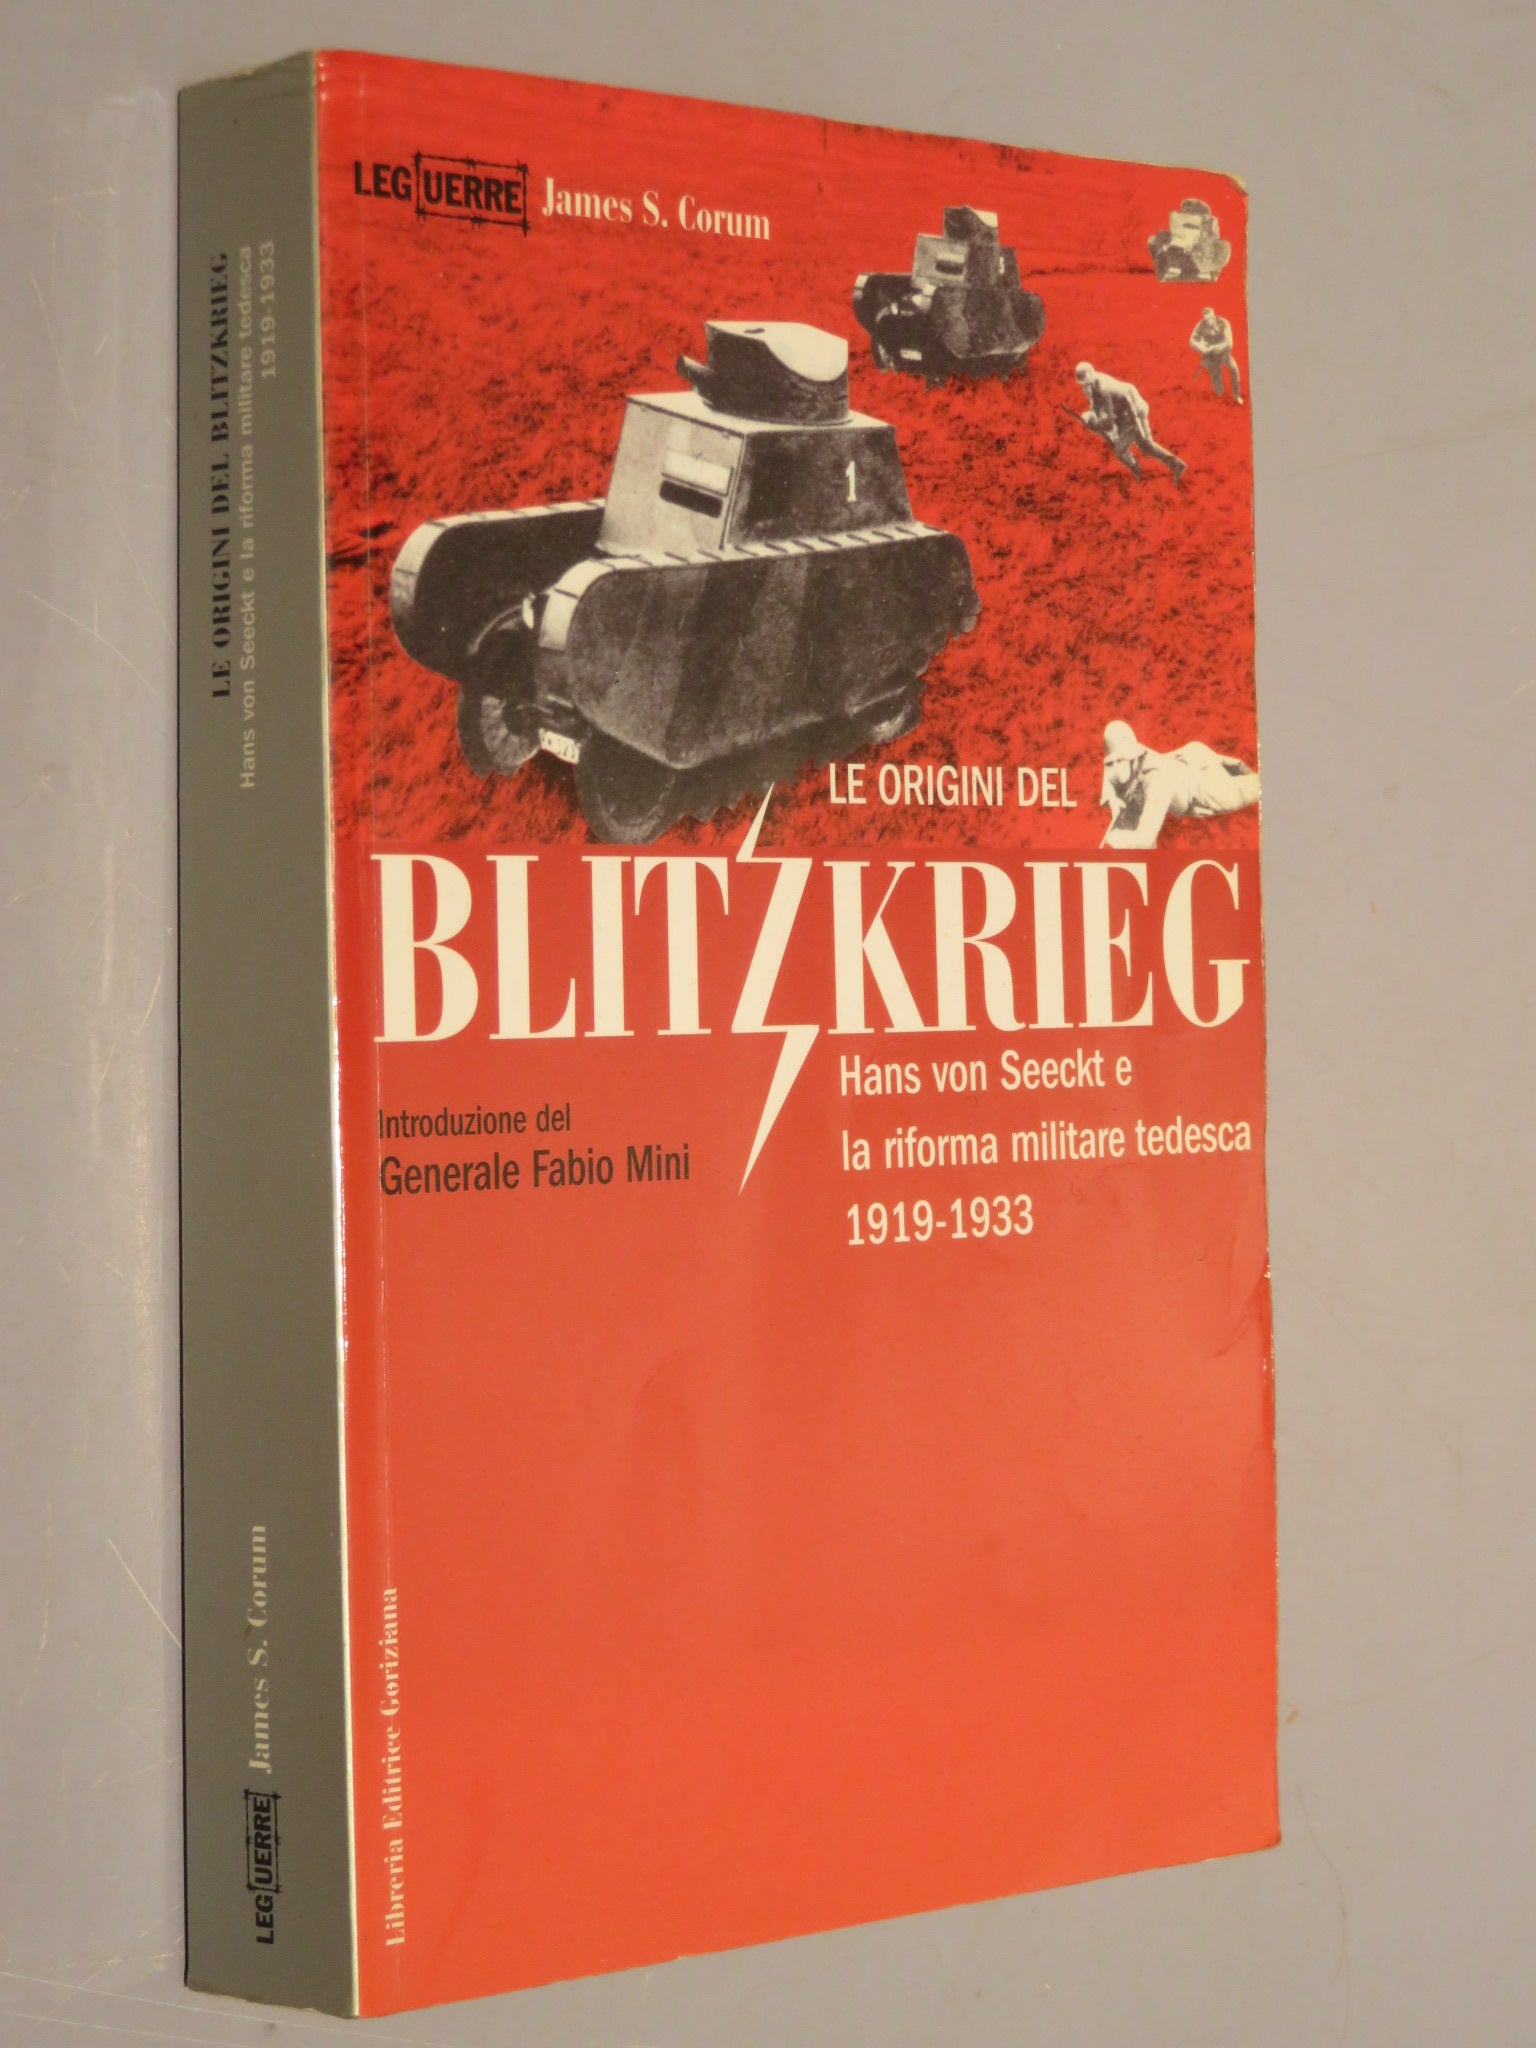 LEGUERRE James S. Corum
1
LE ORIGINI DEL
BLITZKRIEG
Hans von Seeckt e
la riforma militare tedesca
1919-1933
Introduzione del
Generale Fabio Mini
Libreria Editrice Goriziana
LE ORIGINI DEL BLITZKRIEG
Hans von Seeckt e la riforma militare tedesca
1919-1933
James S. Corum
LEGUERRE